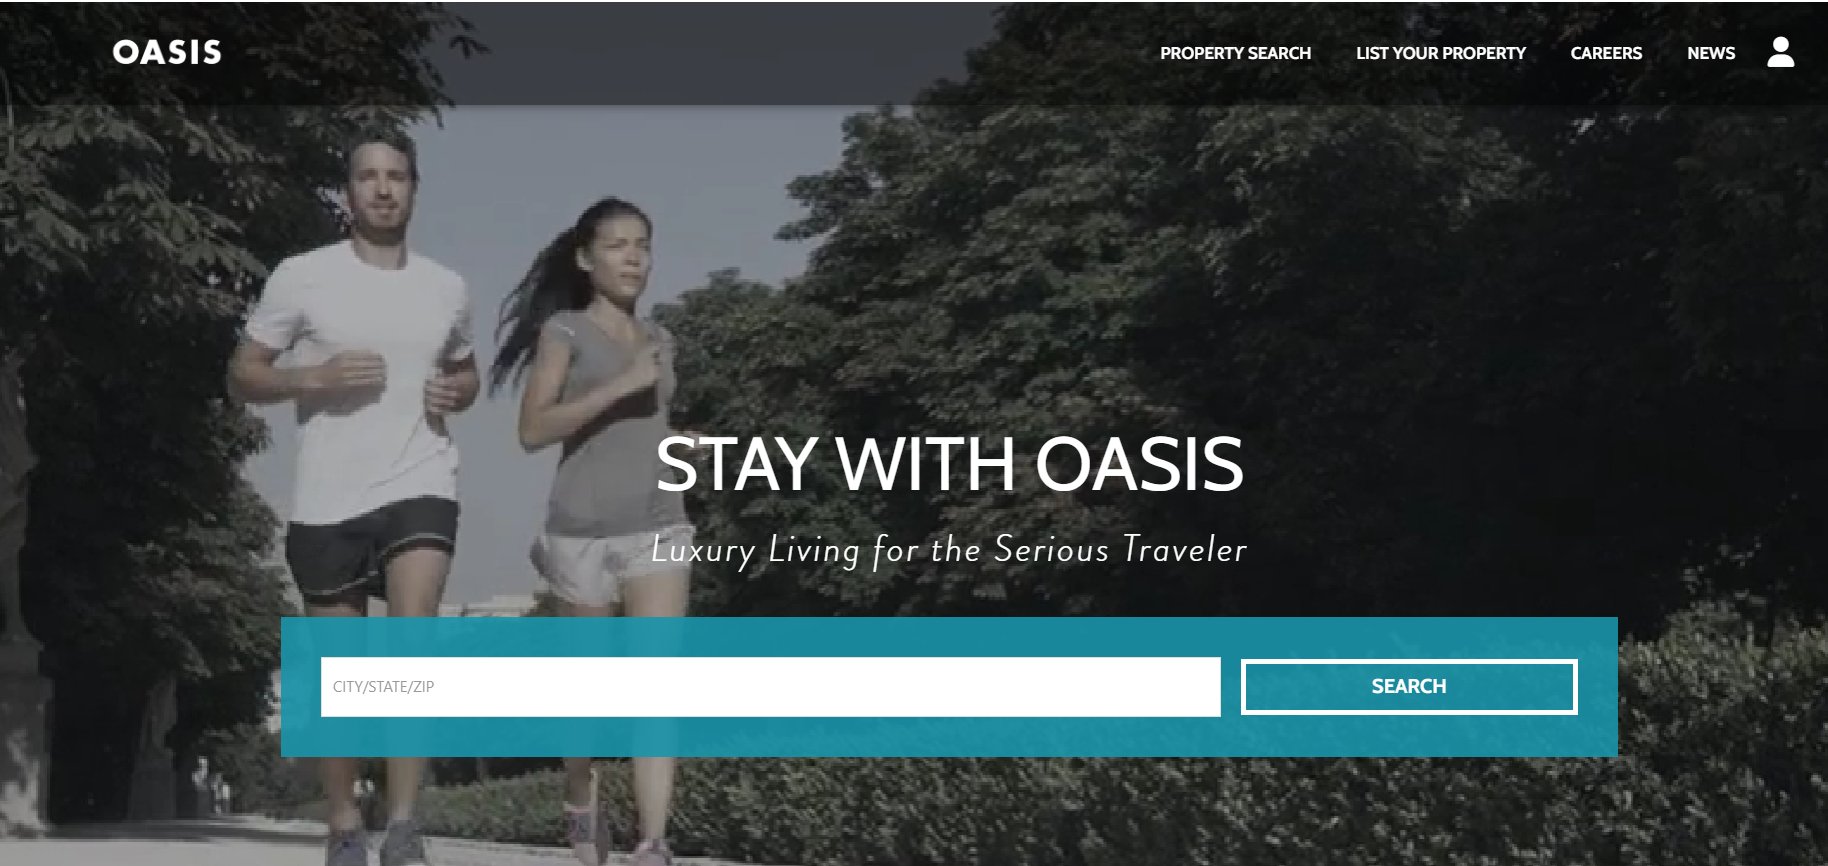 OASIS
PROPERTY SEARCH
LIST YOUR PROPERTY
CAREERS
NEWS
STAY WITH OASIS
Luxury Living for the Serious Traveler
CITY/STATE/ZIP
SEARCH